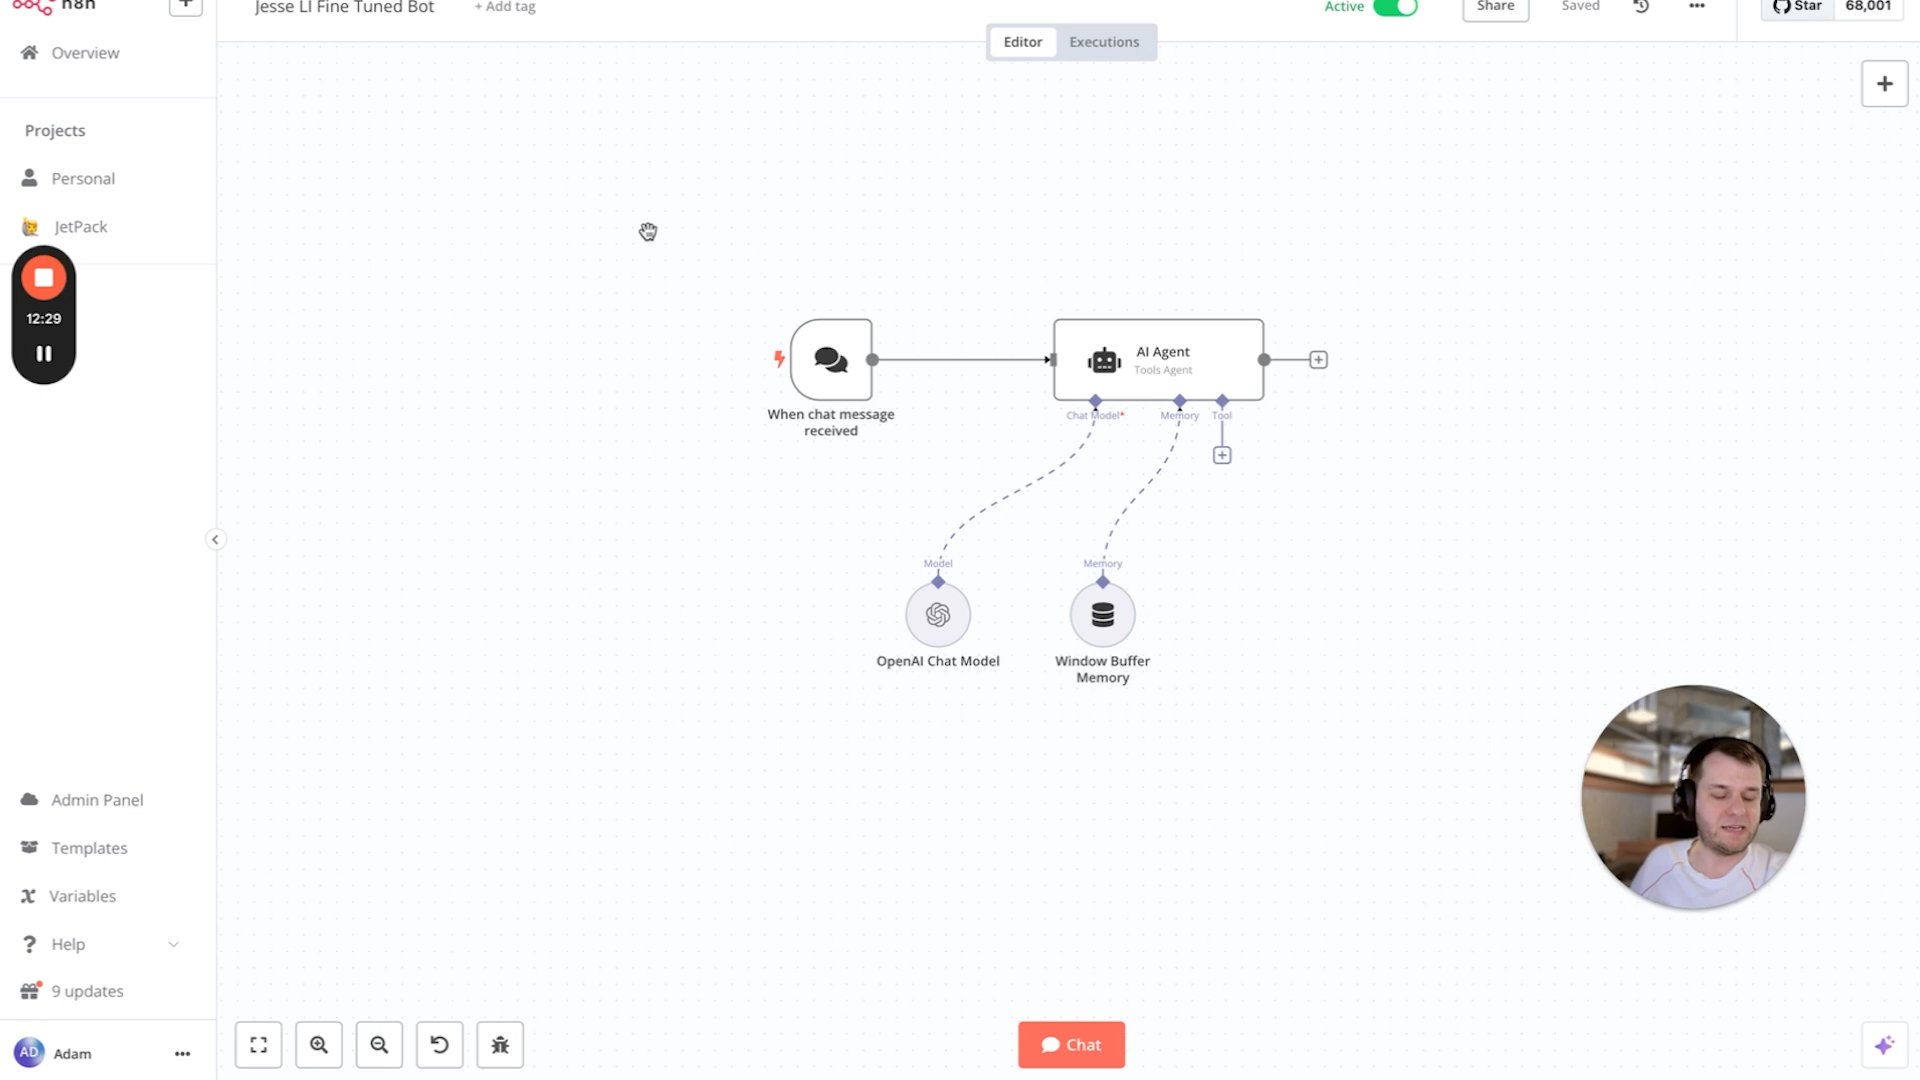 n8n
Jesse LI Fine Tuned Bot
+ Add tag
Active
Share
Saved
Star
68,001
Editor
Executions
Overview
Projects
Personal
JetPack
12:29
AI Agent
Tools Agent
When chat message
received
Chat Model*
Memory
Tool
Model
Memory
OpenAI Chat Model
Window Buffer
Memory
Admin Panel
Templates
Variables
Help
9 updates
AD
Adam
Chat